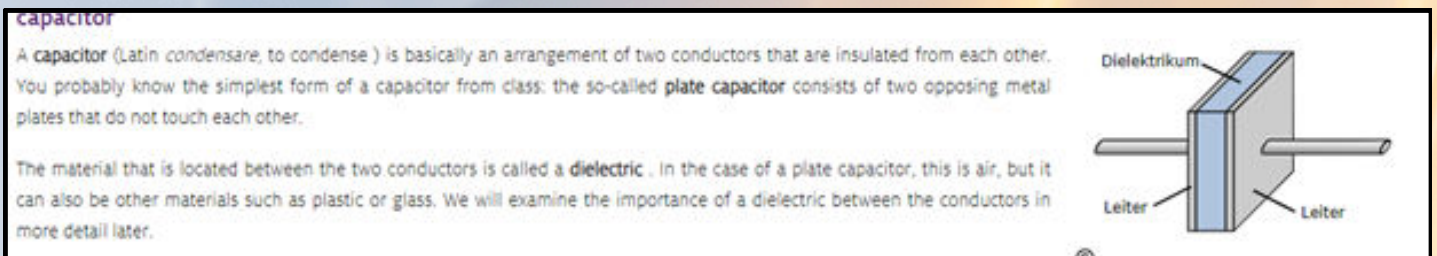 capacitor
A capacitor (Latin condensare, to condense ) is basically an arrangement of two conductors that are insulated from each other.
You probably know the simplest form of a capacitor from class: the so-called plate capacitor consists of two opposing metal
plates that do not touch each other.
The material that is located between the two conductors is called a dielectric . In the case of a plate capacitor, this is air, but it
can also be other materials such as plastic or glass. We will examine the importance of a dielectric between the conductors in
more detail later.
Dielektrikum
Leiter
Leiter